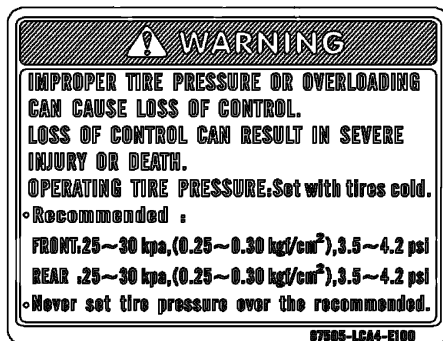 WARNING
IMPROPER TIRE PRESSURE OR OVERLOADING
CAN CAUSE LOSS OF CONTROL.
LOSS OF CONTROL CAN RESULT IN SEVERE
INJURY OR DEATH.
OPERATING TIRE PRESSURE:Set with tires cold.
◦Recommended :
FRONT:25～30 kpa,(0.25～0.30 kgf/cm²),3.5～4.2 psi
REAR :25～30 kpa,(0.25～0.30 kgf/cm²),3.5～4.2 psi
◦Never set tire pressure over the recommended.
87505-LCA4-E100